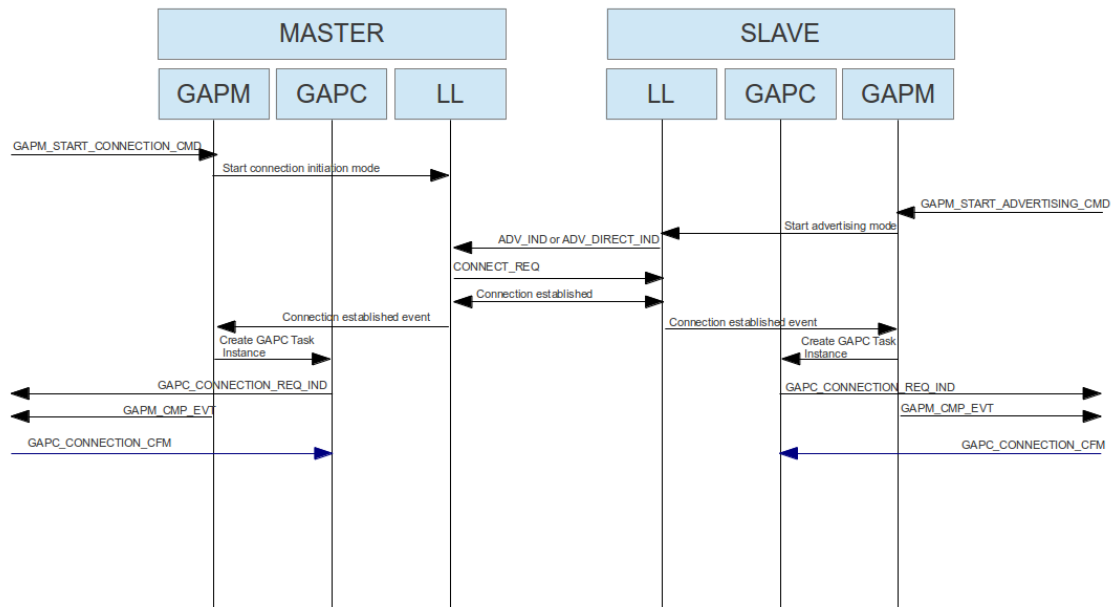 MASTER
SLAVE
GAPM
GAPC
LL
LL
GAPC
GAPM
GAPM_START_CONNECTION_CMD
Start connection initiation mode
GAPM_START_ADVERTISING_CMD
Start advertising mode
ADV_IND or ADV_DIRECT_IND
CONNECT_REQ
Connection established
Connection established event
Connection established event
Create GAPC Task
Instance
Create GAPC Task
Instance
GAPC_CONNECTION_REQ_IND
GAPC_CONNECTION_REQ_IND
GAPM_CMP_EVT
GAPM_CMP_EVT
GAPC_CONNECTION_CFM
GAPC_CONNECTION_CFM